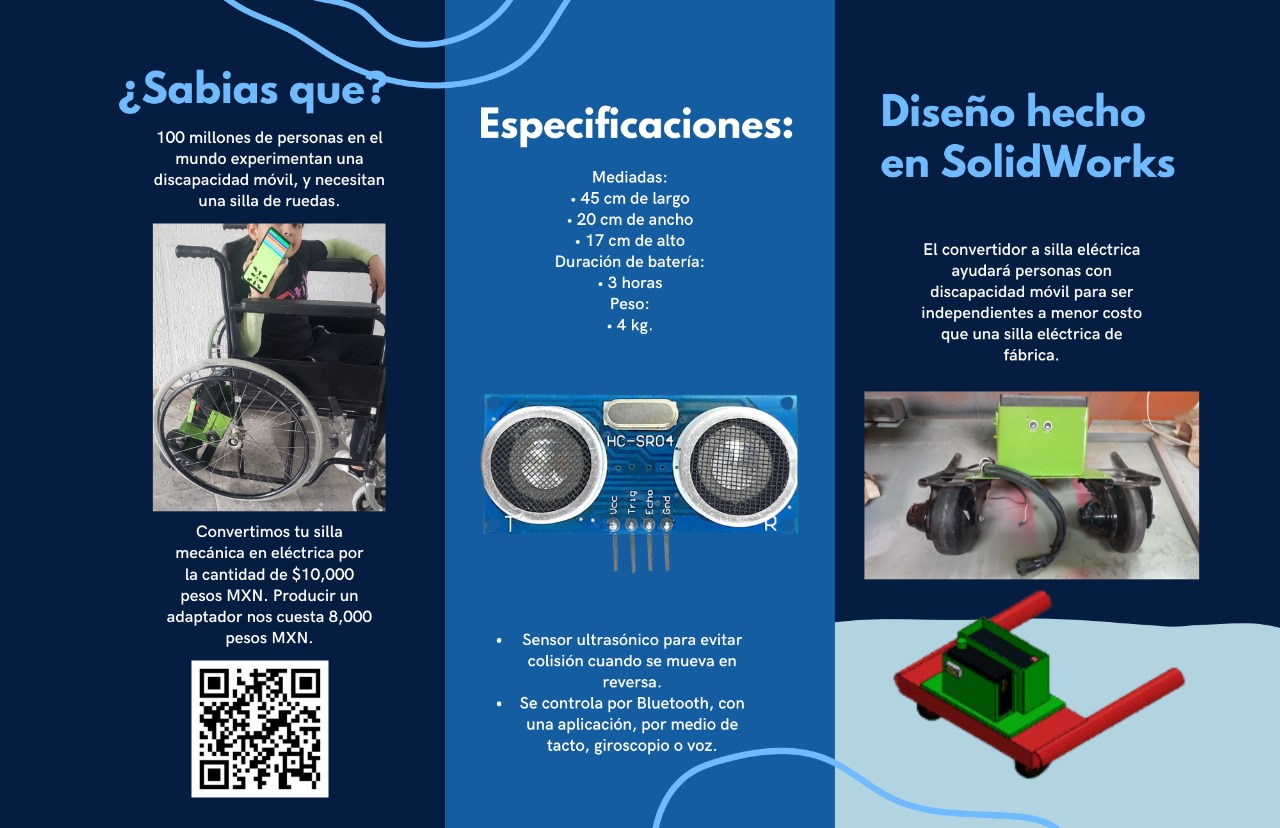 ¿Sabias que?
100 millones de personas en el
mundo experimentan una
discapacidad móvil, y necesitan
una silla de ruedas.
Convertimos tu silla
mecánica en eléctrica por
la cantidad de $10,000
pesos MXN. Producir un
adaptador nos cuesta 8,000
pesos MXN.
Especificaciones:
Mediadas:
• 45 cm de largo
• 20 cm de ancho
• 17 cm de alto
Duración de batería:
• 3 horas
Peso:
• 4 kg.
HC-SR04
Vcc
Trig
Echo
Gnd
T
R
• Sensor ultrasónico para evitar
colisión cuando se mueva en
reversa.
• Se controla por Bluetooth, con
una aplicación, por medio de
tacto, giroscopio o voz.
Diseño hecho
en SolidWorks
El convertidor a silla eléctrica
ayudará personas con
discapacidad móvil para ser
independientes a menor costo
que una silla eléctrica de
fábrica.